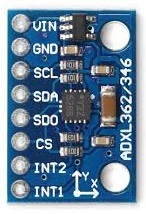 VIN
GND
SCL
SDA
SDO
CS
INT2
INT1
ADXL362/346
Y
X